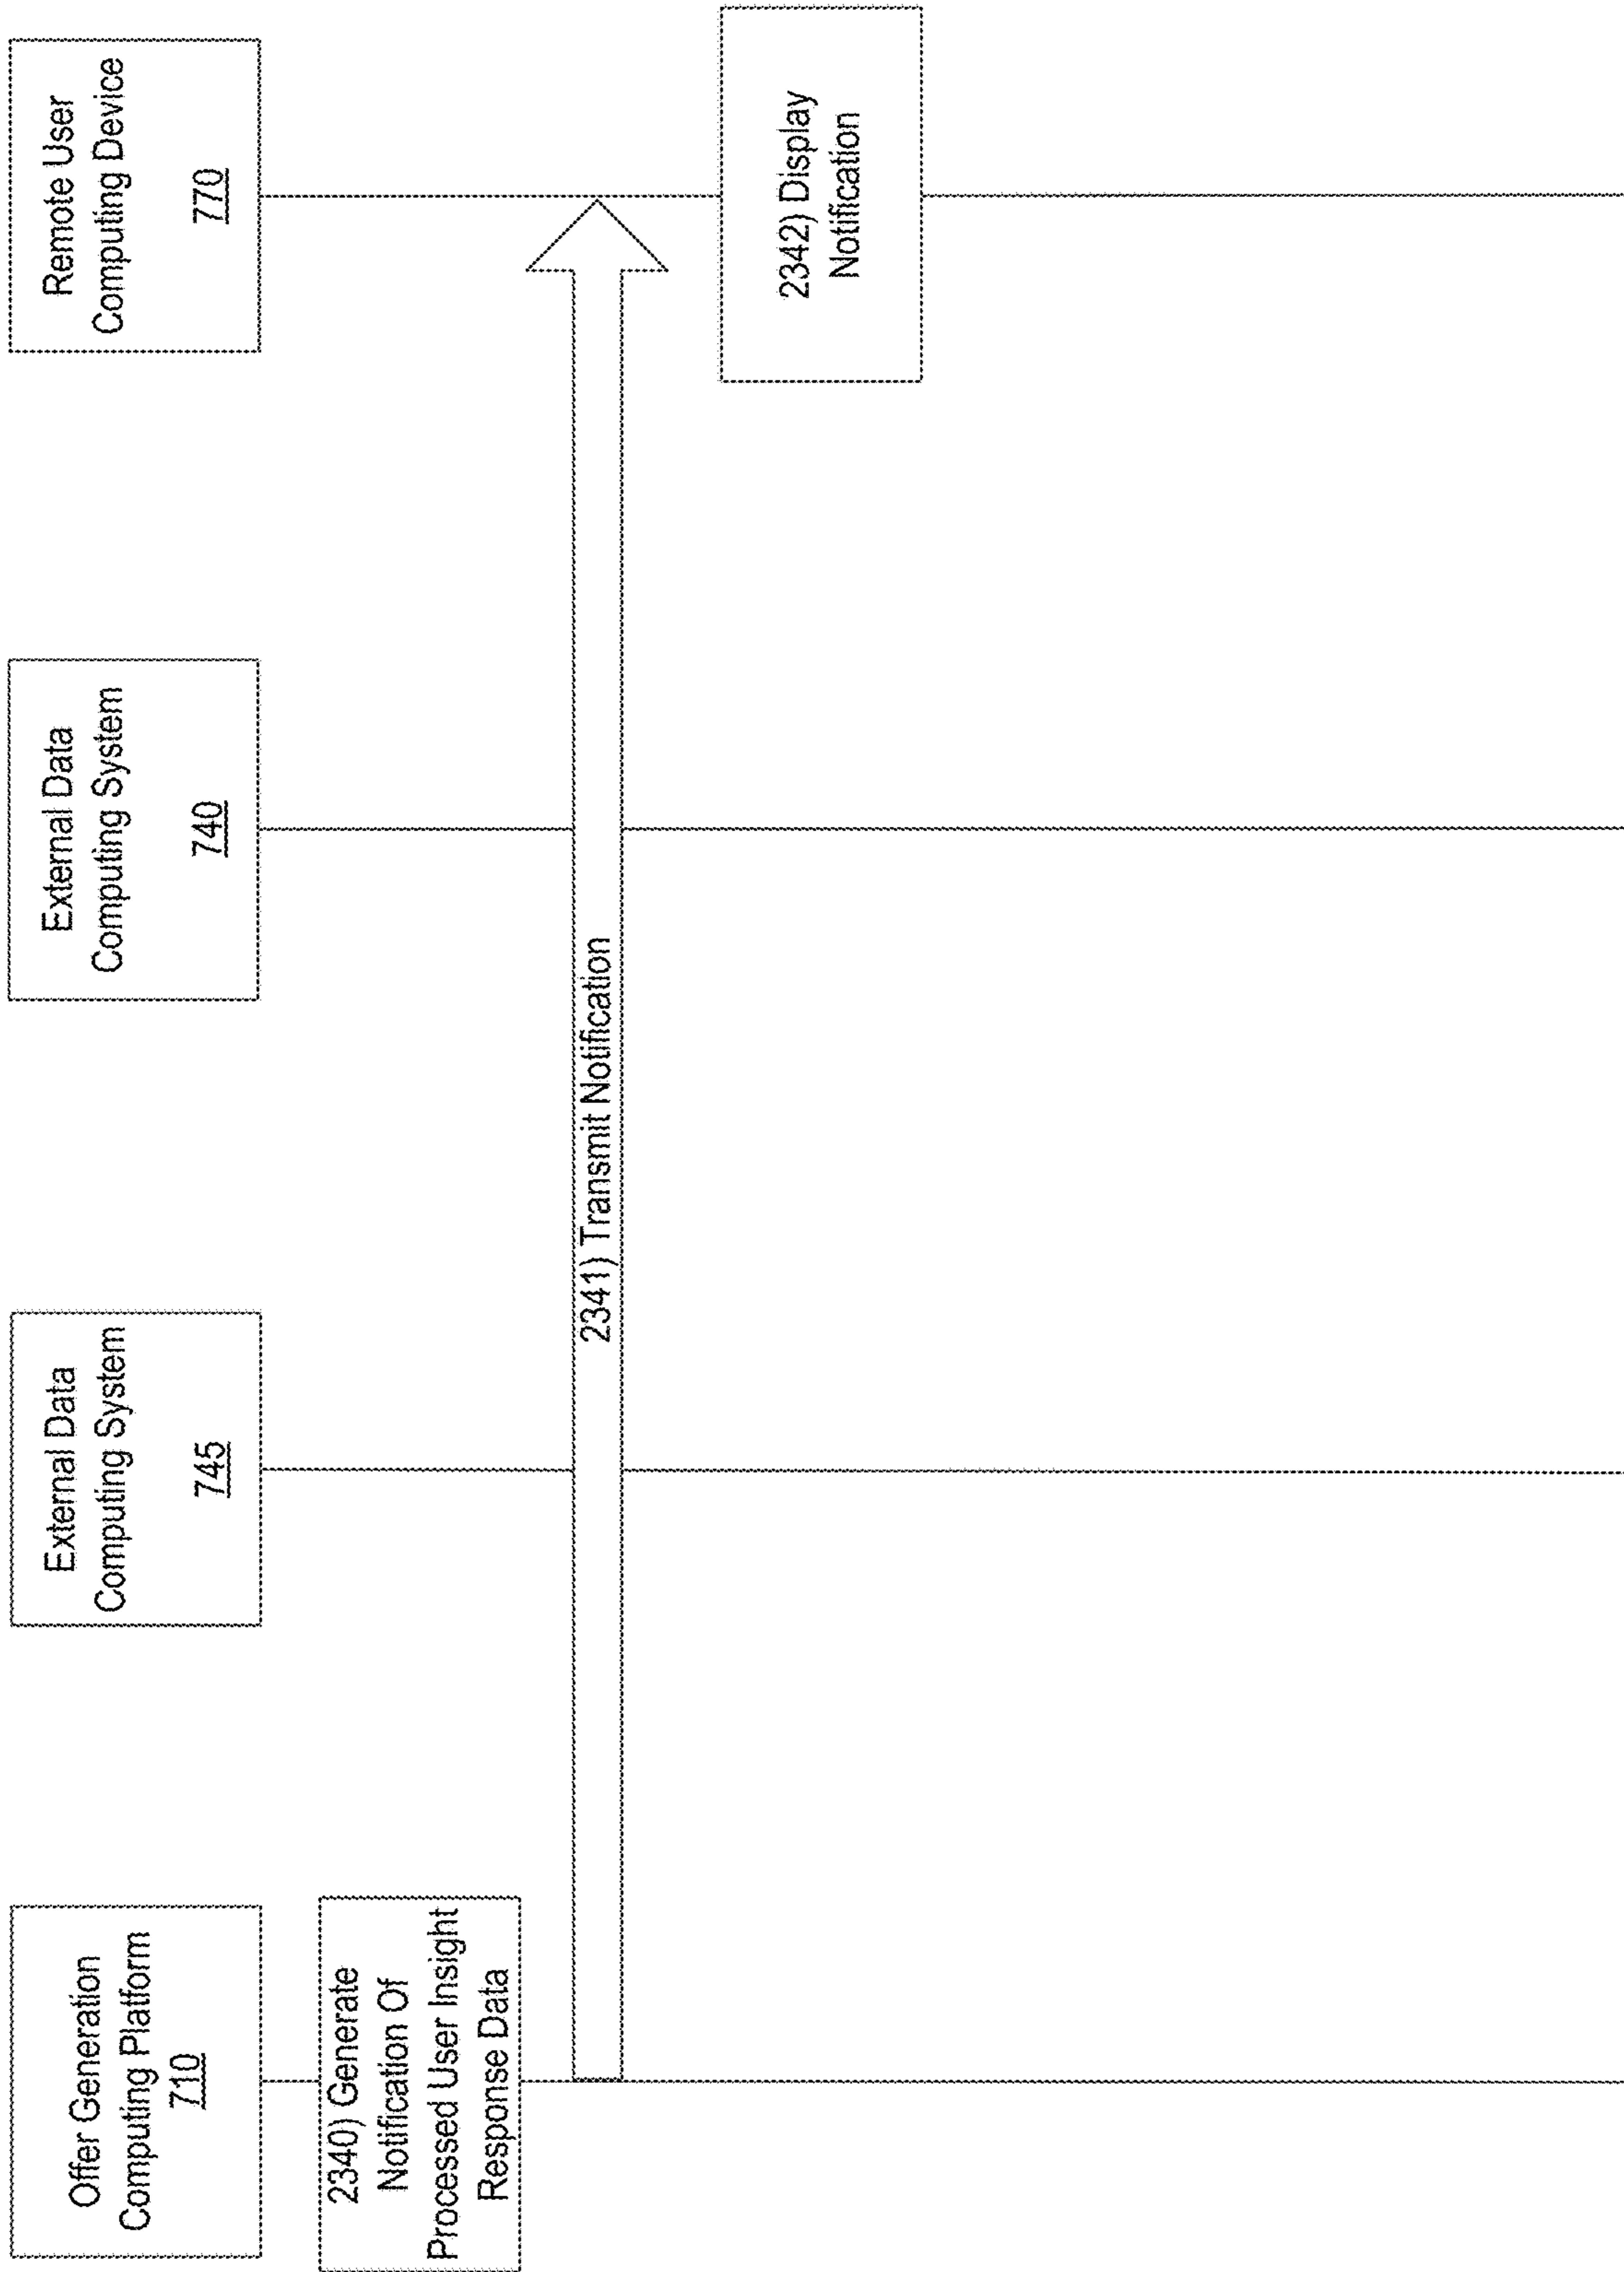 Offer Generation
Computing Platform
710
External Data
Computing System
745
External Data
Computing System
740
Remote User
Computing Device
770
2340) Generate
Notification Of
Processed User Insight
Response Data
2341) Transmit Notification
2342) Display
Notification